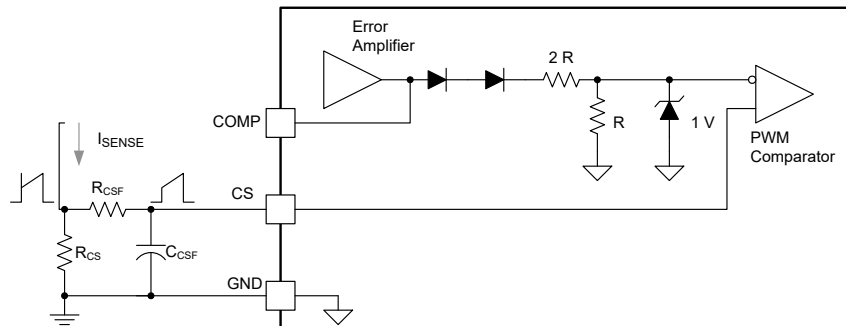 Error
Amplifier
2 R
COMP
R
1 V
PWM
Comparator
ISENSE
RCSF
CS
RCS
CCSF
GND